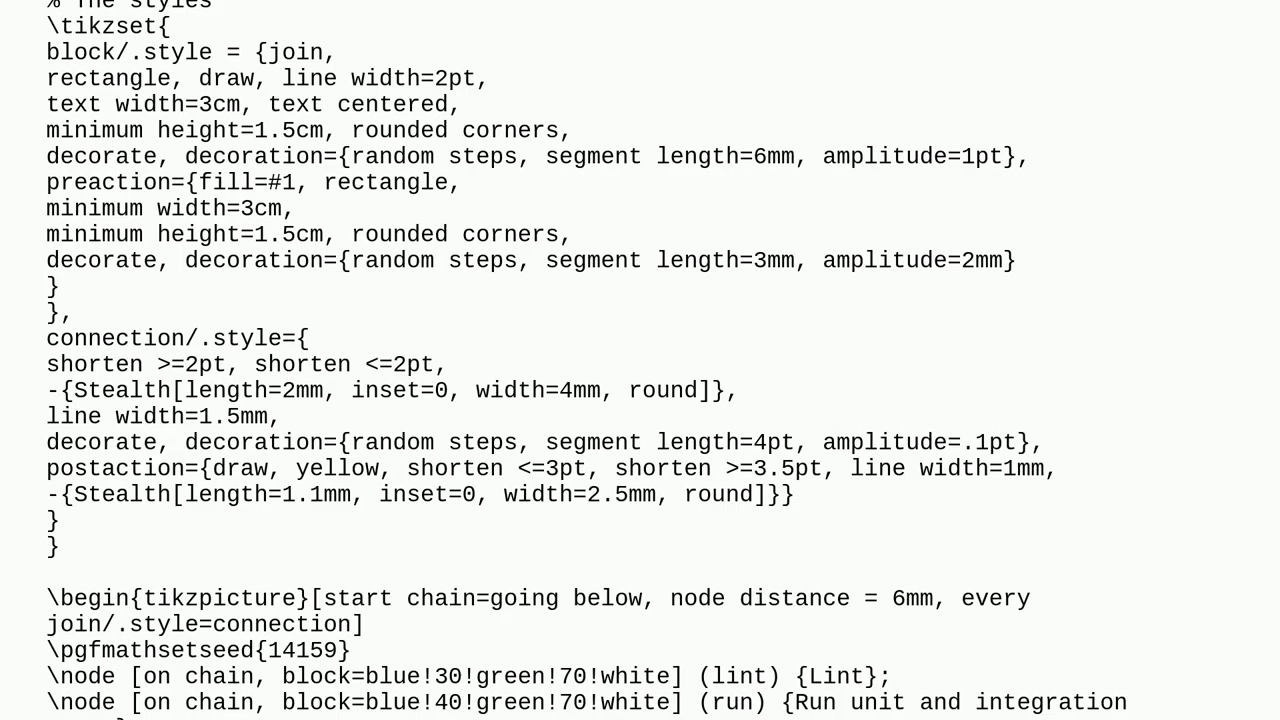 % The styles
\tikzset{
block/.style = {join,
rectangle, draw, line width=2pt,
text width=3cm, text centered,
minimum height=1.5cm, rounded corners,
decorate, decoration={random steps, segment length=6mm, amplitude=1pt},
preaction={fill=#1, rectangle,
minimum width=3cm,
minimum height=1.5cm, rounded corners,
decorate, decoration={random steps, segment length=3mm, amplitude=2mm}
}
},
connection/.style={
shorten >=2pt, shorten <=2pt,
-{Stealth[length=2mm, inset=0, width=4mm, round]},
line width=1.5mm,
decorate, decoration={random steps, segment length=4pt, amplitude=.1pt},
postaction={draw, yellow, shorten <=3pt, shorten >=3.5pt, line width=1mm,
-{Stealth[length=1.1mm, inset=0, width=2.5mm, round]}}
}
}

\begin{tikzpicture}[start chain=going below, node distance = 6mm, every
join/.style=connection]
\pgfmathsetseed{14159}
\node [on chain, block=blue!30!green!70!white] (lint) {Lint};
\node [on chain, block=blue!40!green!70!white] (run) {Run unit and integration